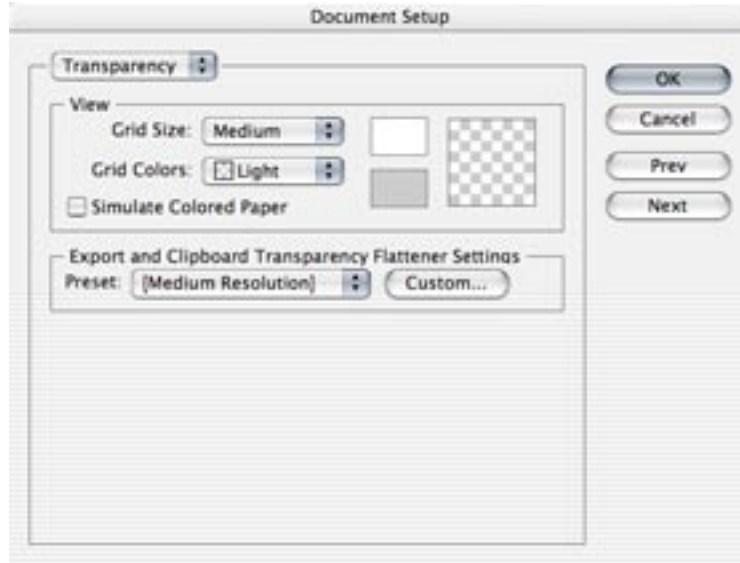 Document Setup
Transparency
OK
View
Cancel
Grid Size: Medium
Grid Colors: Light
Prev
Simulate Colored Paper
Next
Export and Clipboard Transparency Flattener Settings
Preset: [Medium Resolution] Custom...